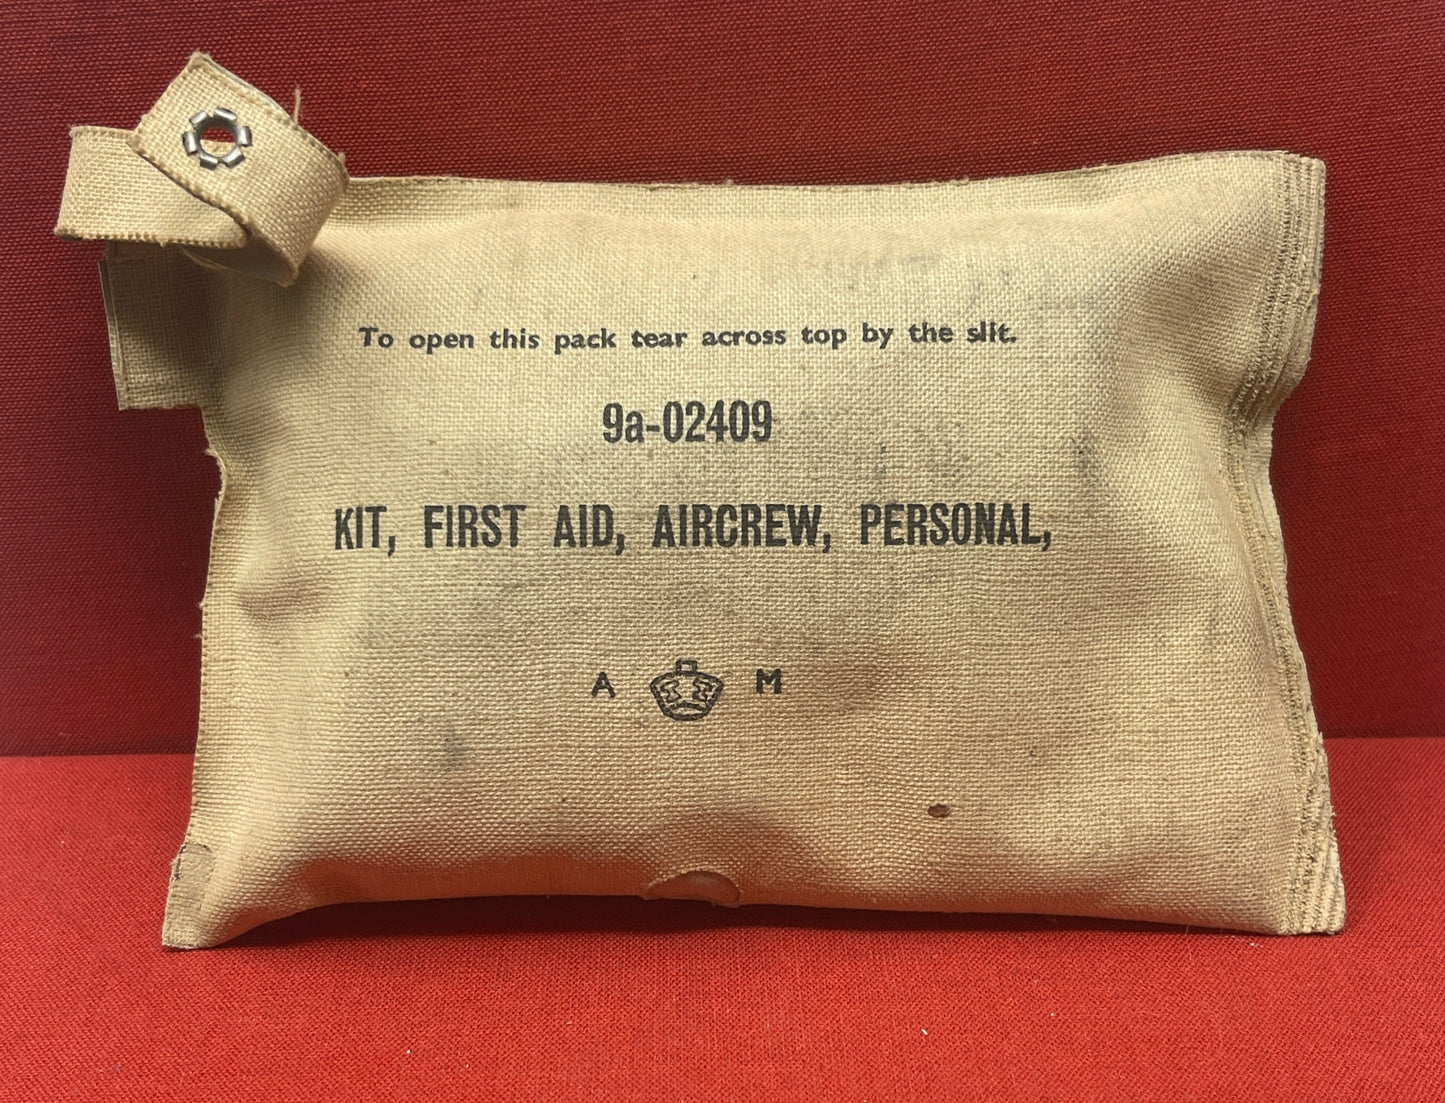 To open this pack tear across top by the slit.
9a-02409
KIT, FIRST AID, AIRCREW, PERSONAL,
A M